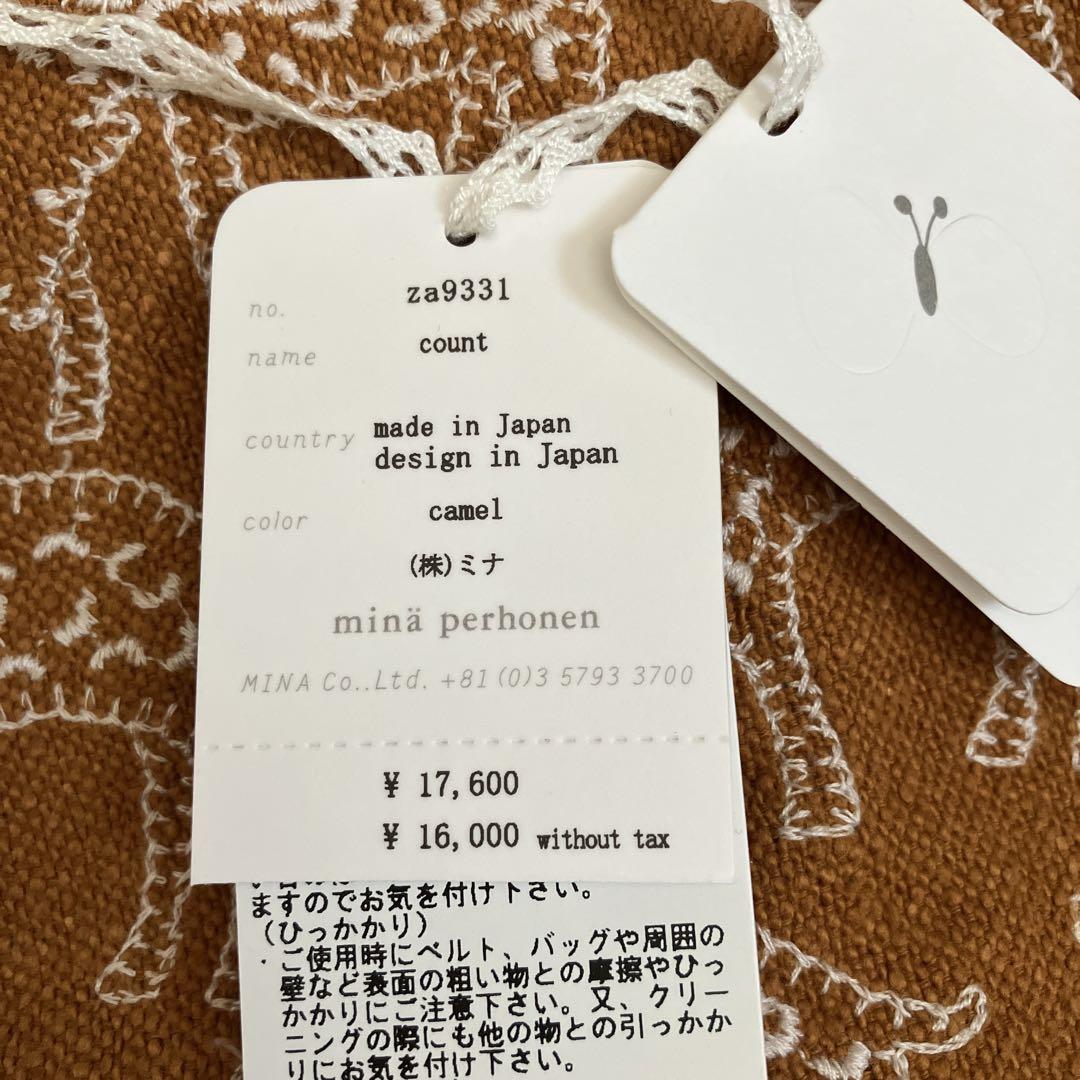 no. za9331
name count
country made in Japan
design in Japan
color camel
(株)ミナ
minä perhonen
MINA Co.,Ltd. +81(0)3 5793 3700
¥ 17,600
¥ 16,000 without tax
ますのでお気を付け下さい。
(ひっかかり)
・ご使用時にベルト、バッグや周囲の
壁など表面の粗い物との摩擦やひっ
かかりにご注意下さい。又、クリー
ニングの際にも他の物との引っかか
りにお気を付け下さい。